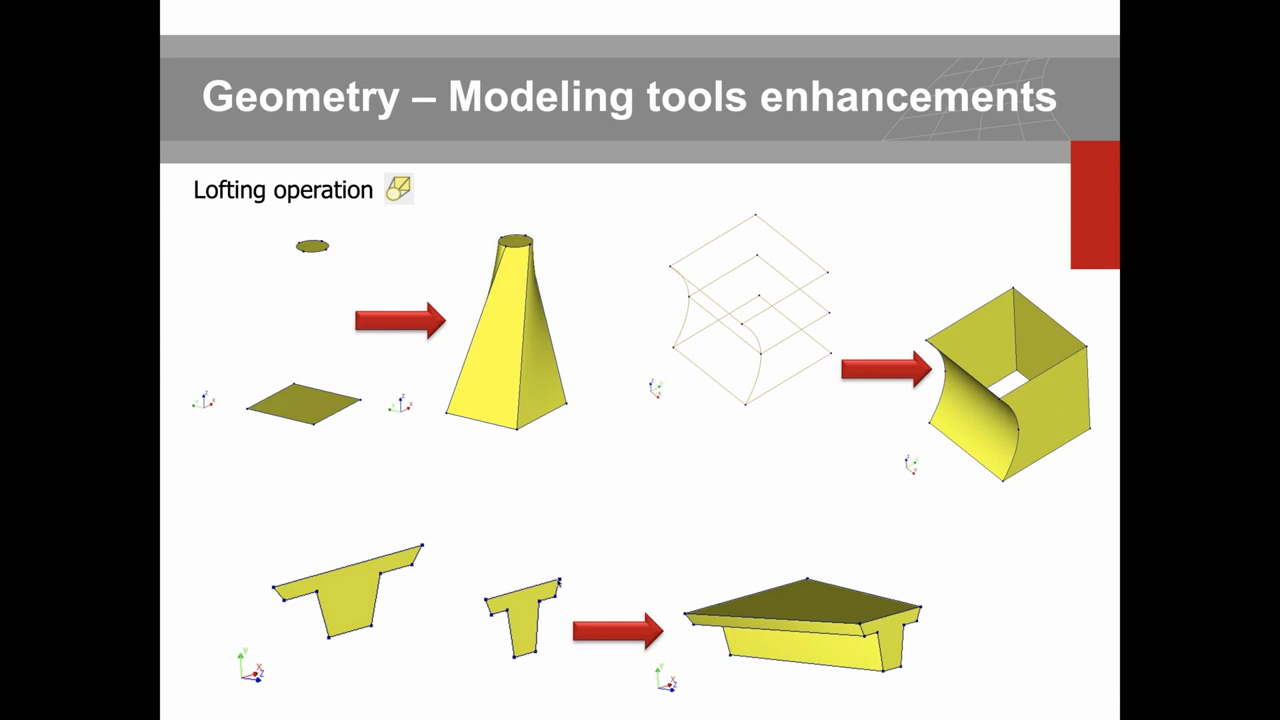 Geometry – Modeling tools enhancements
Lofting operation